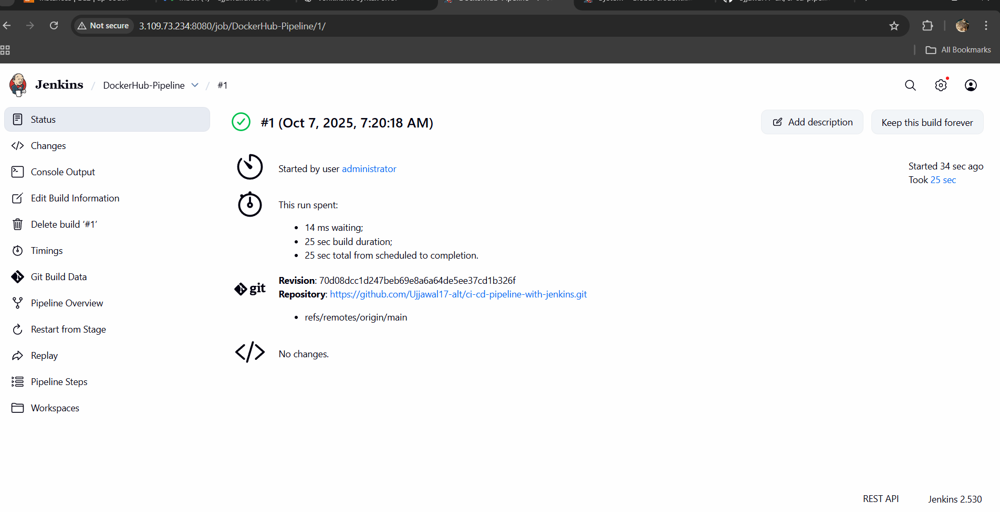 Not secure 3.109.73.234:8080/job/DockerHub-Pipeline/1/
All Bookmarks
Jenkins / DockerHub-Pipeline / #1
Status
Changes
Console Output
Edit Build Information
Delete build ‘#1’
Timings
Git Build Data
Pipeline Overview
Restart from Stage
Replay
Pipeline Steps
Workspaces
#1 (Oct 7, 2025, 7:20:18 AM)
Add description
Keep this build forever
Started by user administrator
Started 34 sec ago
Took 25 sec
This run spent:
• 14 ms waiting;
• 25 sec build duration;
• 25 sec total from scheduled to completion.
git
Revision: 70d08dcc1d247beb69e8a6a64de5ee37cd1b326f
Repository: https://github.com/Ujjawal17-alt/ci-cd-pipeline-with-jenkins.git
• refs/remotes/origin/main
No changes.
REST API
Jenkins 2.530